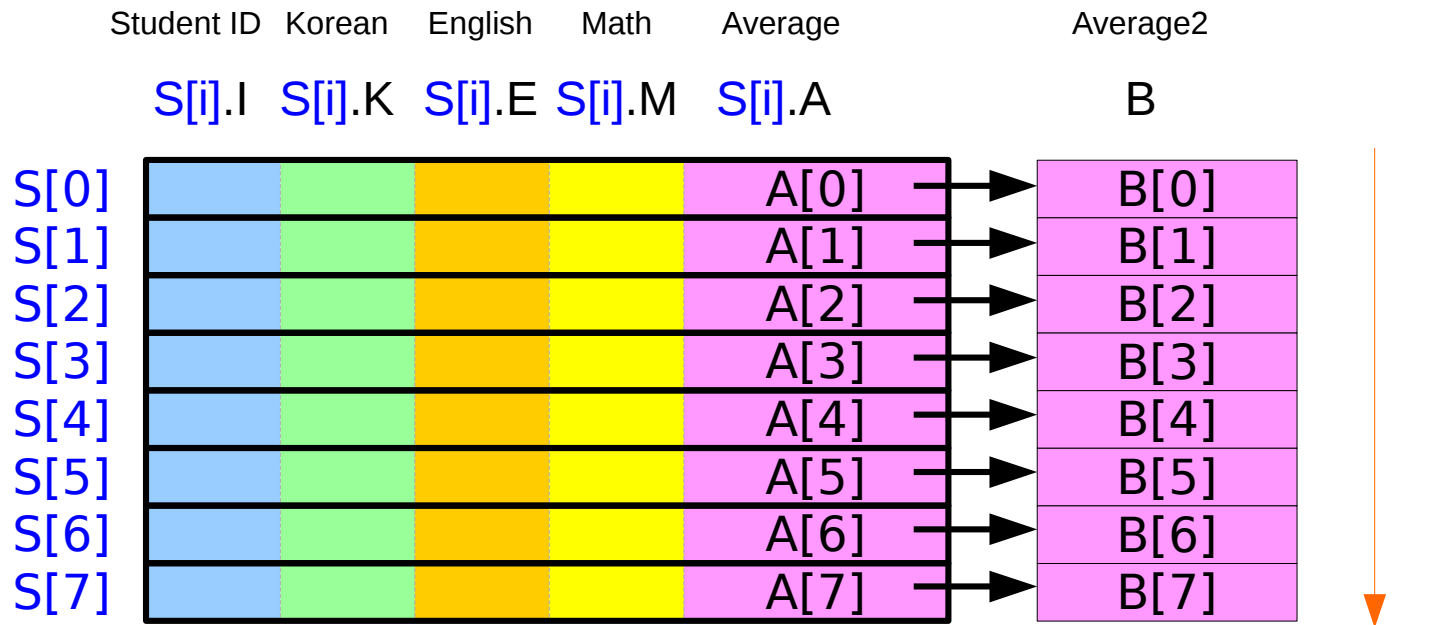 Student ID Korean English Math Average Average2
S[i].I S[i].K S[i].E S[i].M S[i].A B
S[0] A[0] B[0]
S[1] A[1] B[1]
S[2] A[2] B[2]
S[3] A[3] B[3]
S[4] A[4] B[4]
S[5] A[5] B[5]
S[6] A[6] B[6]
S[7] A[7] B[7]